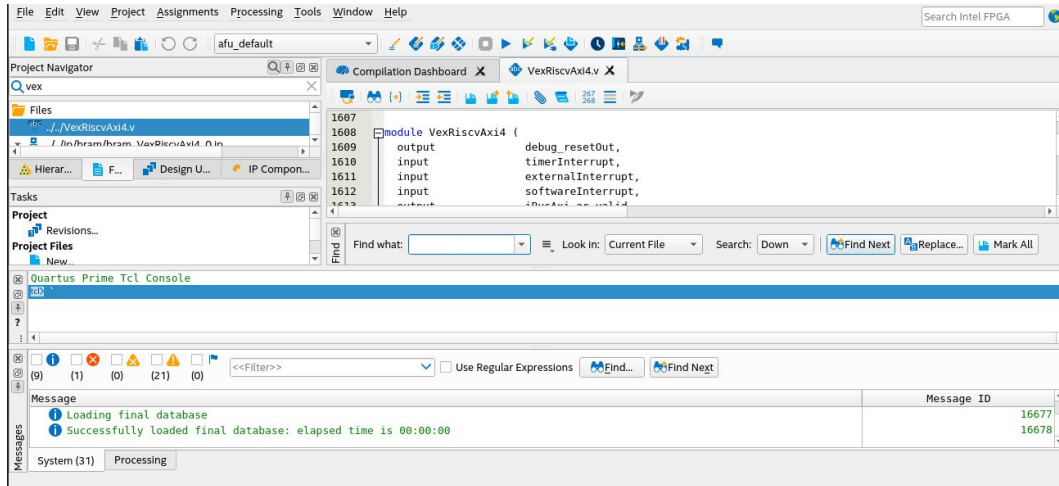 File Edit View Project Assignments Processing Tools Window Help
Search Intel FPGA
afu_default
Project Navigator
vex
Files
../../VexRiscvAxi4.v
Hierar... F... Design U... IP Compon...
Tasks
Project
Revisions...
Project Files
New...
Compilation Dashboard X VexRiscvAxi4.v X
267
268
1607
1608 module VexRiscvAxi4 (
1609 output debug_resetOut,
1610 input timerInterrupt,
1611 input externalInterrupt,
1612 input softwareInterrupt,
Find
Find what: Look in: Current File Search: Down Find Next Replace... Mark All
Quartus Prime Tcl Console
tcl> `
(9) (1) (0) (21) (0) <<Filter>> Use Regular Expressions Find... Find Next
Message Message ID
Loading final database 16677
Successfully loaded final database: elapsed time is 00:00:00 16678
Messages
System (31) Processing